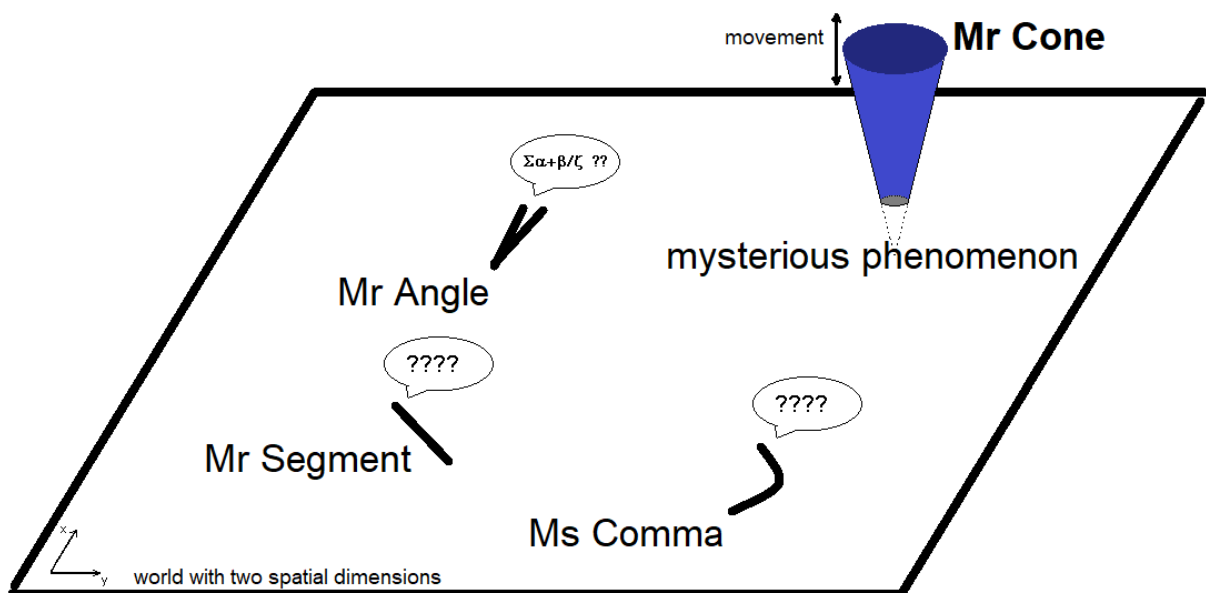 movement
Mr Cone
Σα+β/ζ ??
mysterious phenomenon
Mr Angle
????
????
Mr Segment
Ms Comma
x
y
world with two spatial dimensions